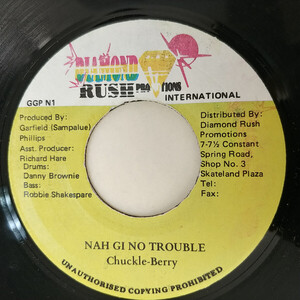 DIAMOND
RUSH PRO TIONS
INTERNATIONAL
GGP N1
Produced By:
Garfield (Sampalue)
Phillips
Asst. Producer:
Richard Hare
Drums:
Danny Brownie
Bass:
Robbie Shakespare
Distributed By:
Diamond Rush
Promotions
7-7½ Constant
Spring Road,
Shop No. 3
Skateland Plaza
Tel:
Fax:
NAH GI NO TROUBLE
Chuckle-Berry
UNAUTHORISED COPYING PROHIBITED